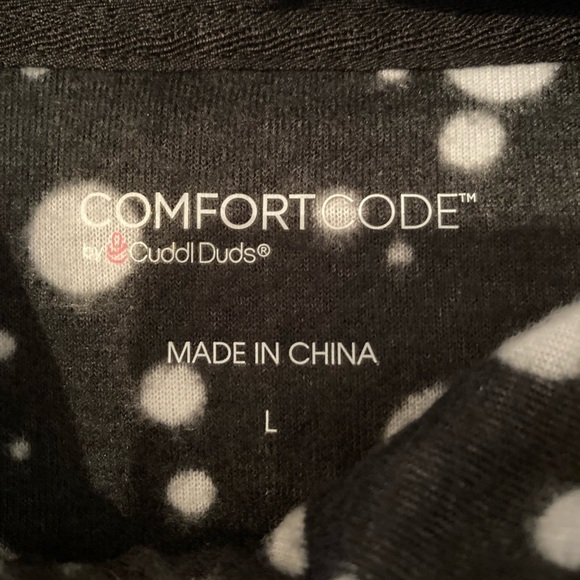 COMFORTCODE™
by Cuddl Duds®
MADE IN CHINA
L